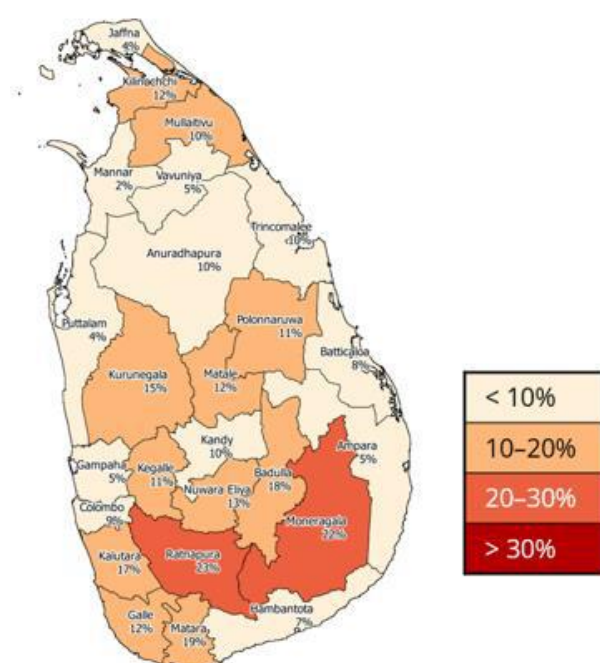 Jaffna
4%
Kilinochchi
12%
Mullaitivu
10%
Mannar
2%
Vavuniya
5%
Trincomalee
10%
Anuradhapura
10%
Puttalam
4%
Polonnaruwa
11%
Batticaloa
8%
Kurunegala
15%
Matale
12%
Kandy
10%
Ampara
5%
Gampaha
5%
Kegalle
11%
Badulla
18%
Nuwara Eliya
13%
Colombo
9%
Moneragala
22%
Ratnapura
23%
Kalutara
17%
Hambantota
7%
Galle
12%
Matara
19%
< 10%
10–20%
20–30%
> 30%